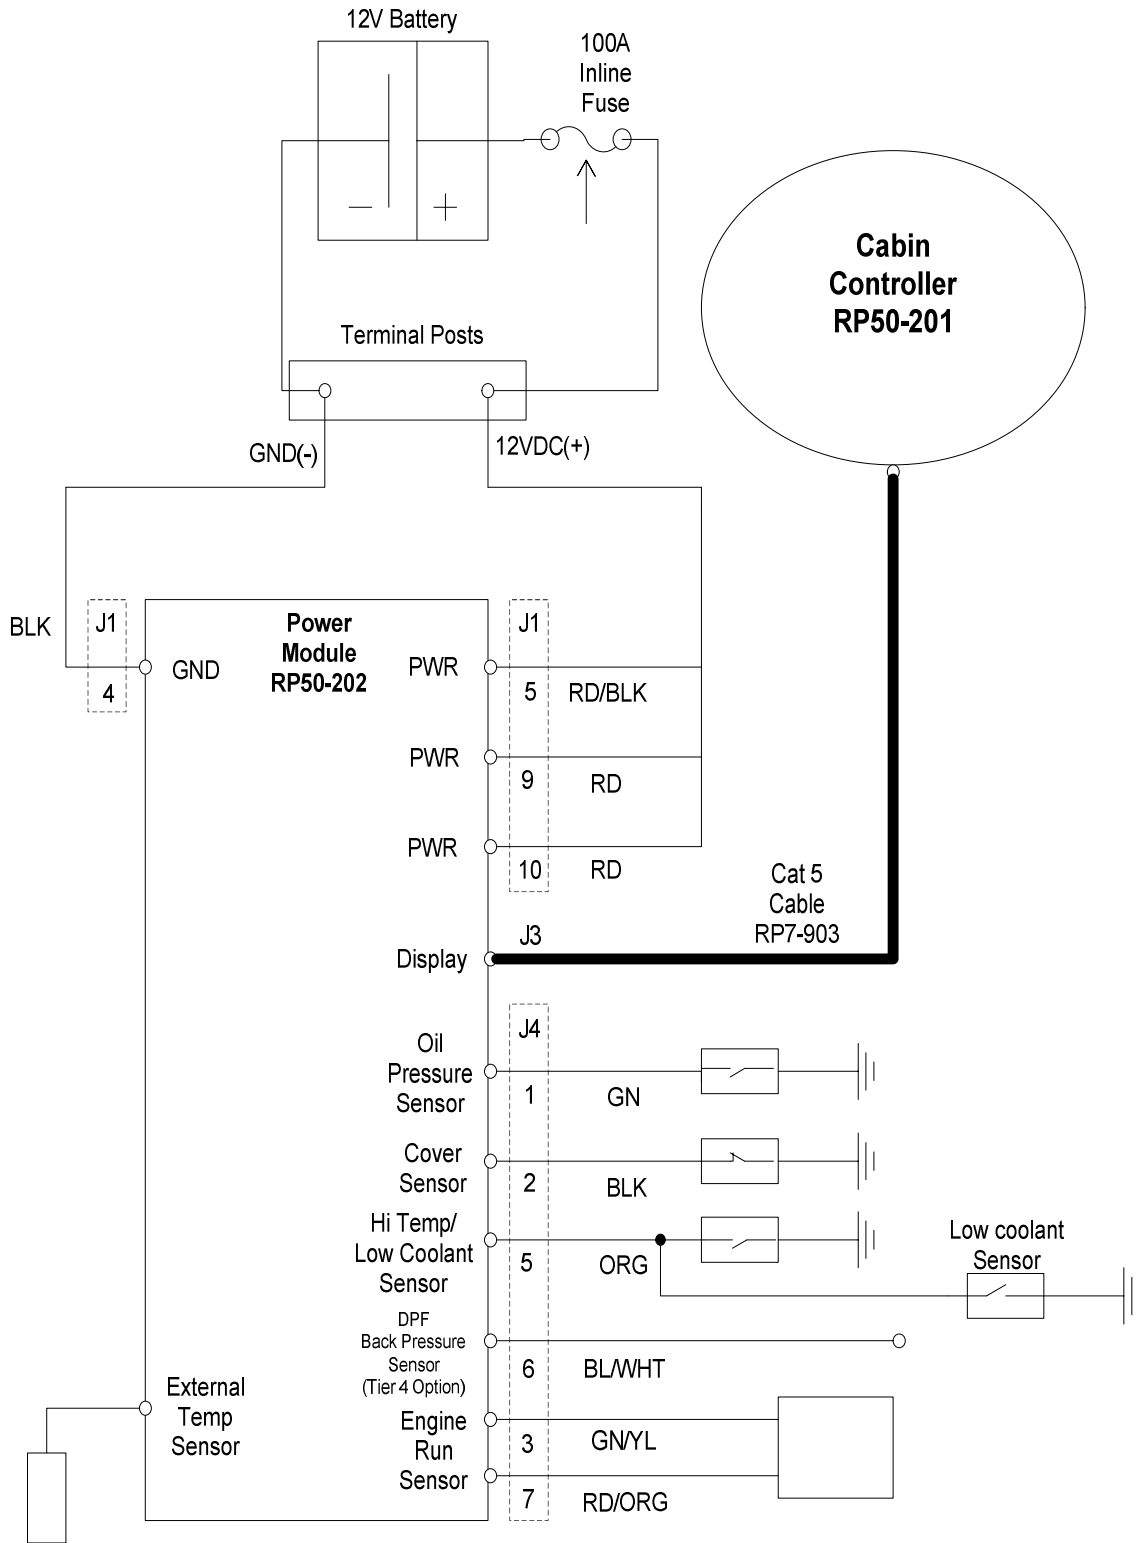 12V Battery
100A
Inline
Fuse
Cabin
Controller
RP50-201
Terminal Posts
GND(-)
12VDC(+)
BLK
J1
4
GND
Power
Module
RP50-202
J1
PWR
5
RD/BLK
PWR
9
RD
PWR
10
RD
Cat 5
Cable
RP7-903
Display
J3
J4
Oil
Pressure
Sensor
1
GN
Cover
Sensor
2
BLK
Hi Temp/
Low Coolant
Sensor
5
ORG
Low coolant
Sensor
DPF
Back Pressure
Sensor
(Tier 4 Option)
6
BL/WHT
External
Temp
Sensor
Engine
Run
Sensor
3
GN/YL
7
RD/ORG